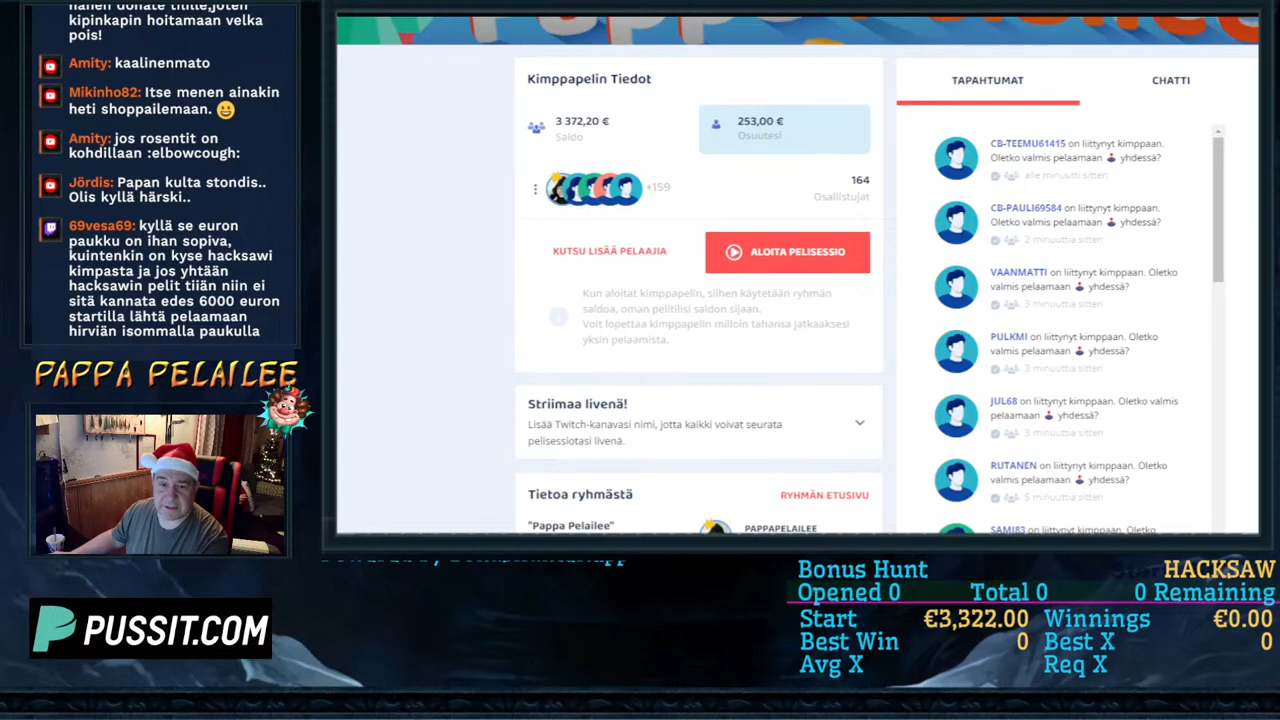 hänen donate tilille,joten
kipinkapin hoitamaan velka
pois!
Amity: kaalinenmato
Mikinho82: Itse menen ainakin
heti shoppailemaan.
Amity: jos rosentit on
kohdillaan :elbowcough:
Jördis: Papan kulta stondis..
Olis kyllä härski..
69vesa69: kyllä se euron
paukku on ihan sopiva,
kuintenkin on kyse hacksawi
kimpasta ja jos yhtään
hacksawin pelit tiiän niin ei
sitä kannata edes 6000 euron
startilla lähtä pelaamaan
hirviän isommalla paukulla
PAPPA PELAILEE
PUSSIT.COM
Kimppapelin Tiedot
3 372,20 €
Saldo
253,00 €
Osuutesi
+159
164
Osallistujat
KUTSU LISÄÄ PELAAJIA
ALOITA PELISESSIO
Kun aloitat kimppapelin, siihen käytetään ryhmän
saldoa, oman pelitilisi saldon sijaan.
Voit lopettaa kimppapelin milloin tahansa jatkaaksesi
yksin pelaamista.
Striimaa livenä!
Lisää Twitch-kanavasi nimi, jotta kaikki voivat seurata
pelisessiotasi livenä.
Tietoa ryhmästä
RYHMÄN ETUSIVU
"Pappa Pelailee"
PAPPAPELAILEE
TAPAHTUMAT
CHATTI
CB-TEEMU61415 on liittynyt kimppaan.
Oletko valmis pelaamaan yhdessä?
alle minuutti sitten
CB-PAULI69584 on liittynyt kimppaan.
Oletko valmis pelaamaan yhdessä?
2 minuuttia sitten
VAANMATTI on liittynyt kimppaan. Oletko
valmis pelaamaan yhdessä?
3 minuuttia sitten
PULKMI on liittynyt kimppaan. Oletko
valmis pelaamaan yhdessä?
3 minuuttia sitten
JUL68 on liittynyt kimppaan. Oletko valmis
pelaamaan yhdessä?
3 minuuttia sitten
RUTANEN on liittynyt kimppaan. Oletko
valmis pelaamaan yhdessä?
5 minuuttia sitten
SAMI83 on liittynyt kimppaan. Oletko
Bonus Hunt HACKSAW
Opened 0 Total 0 0 Remaining
Start €3,322.00 Winnings €0.00
Best Win 0 Best X 0
Avg X Req X